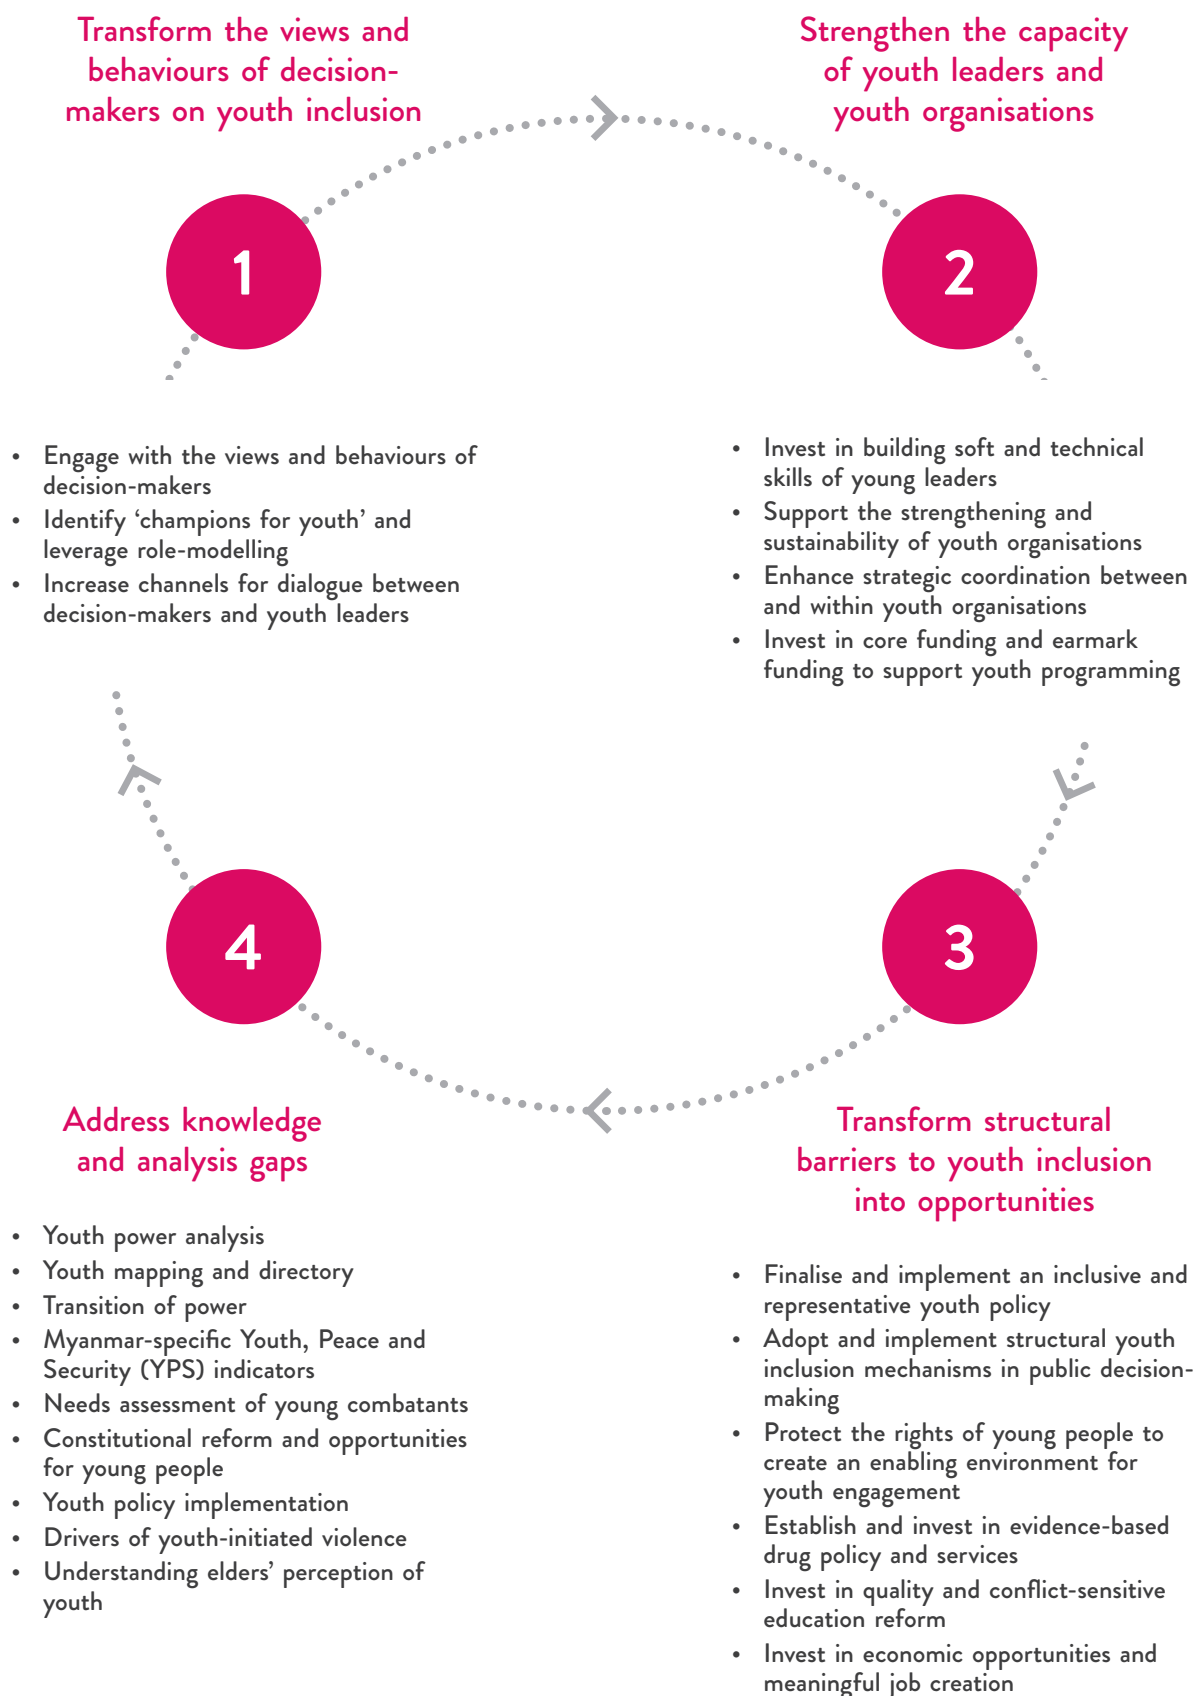 Transform the views and
behaviours of decision-
makers on youth inclusion
1
• Engage with the views and behaviours of
decision-makers
• Identify ‘champions for youth’ and
leverage role-modelling
• Increase channels for dialogue between
decision-makers and youth leaders
Strengthen the capacity
of youth leaders and
youth organisations
2
• Invest in building soft and technical
skills of young leaders
• Support the strengthening and
sustainability of youth organisations
• Enhance strategic coordination between
and within youth organisations
• Invest in core funding and earmark
funding to support youth programming
3
Transform structural
barriers to youth inclusion
into opportunities
• Finalise and implement an inclusive and
representative youth policy
• Adopt and implement structural youth
inclusion mechanisms in public decision-
making
• Protect the rights of young people to
create an enabling environment for
youth engagement
• Establish and invest in evidence-based
drug policy and services
• Invest in quality and conflict-sensitive
education reform
• Invest in economic opportunities and
meaningful job creation
4
Address knowledge
and analysis gaps
• Youth power analysis
• Youth mapping and directory
• Transition of power
• Myanmar-specific Youth, Peace and
Security (YPS) indicators
• Needs assessment of young combatants
• Constitutional reform and opportunities
for young people
• Youth policy implementation
• Drivers of youth-initiated violence
• Understanding elders’ perception of
youth